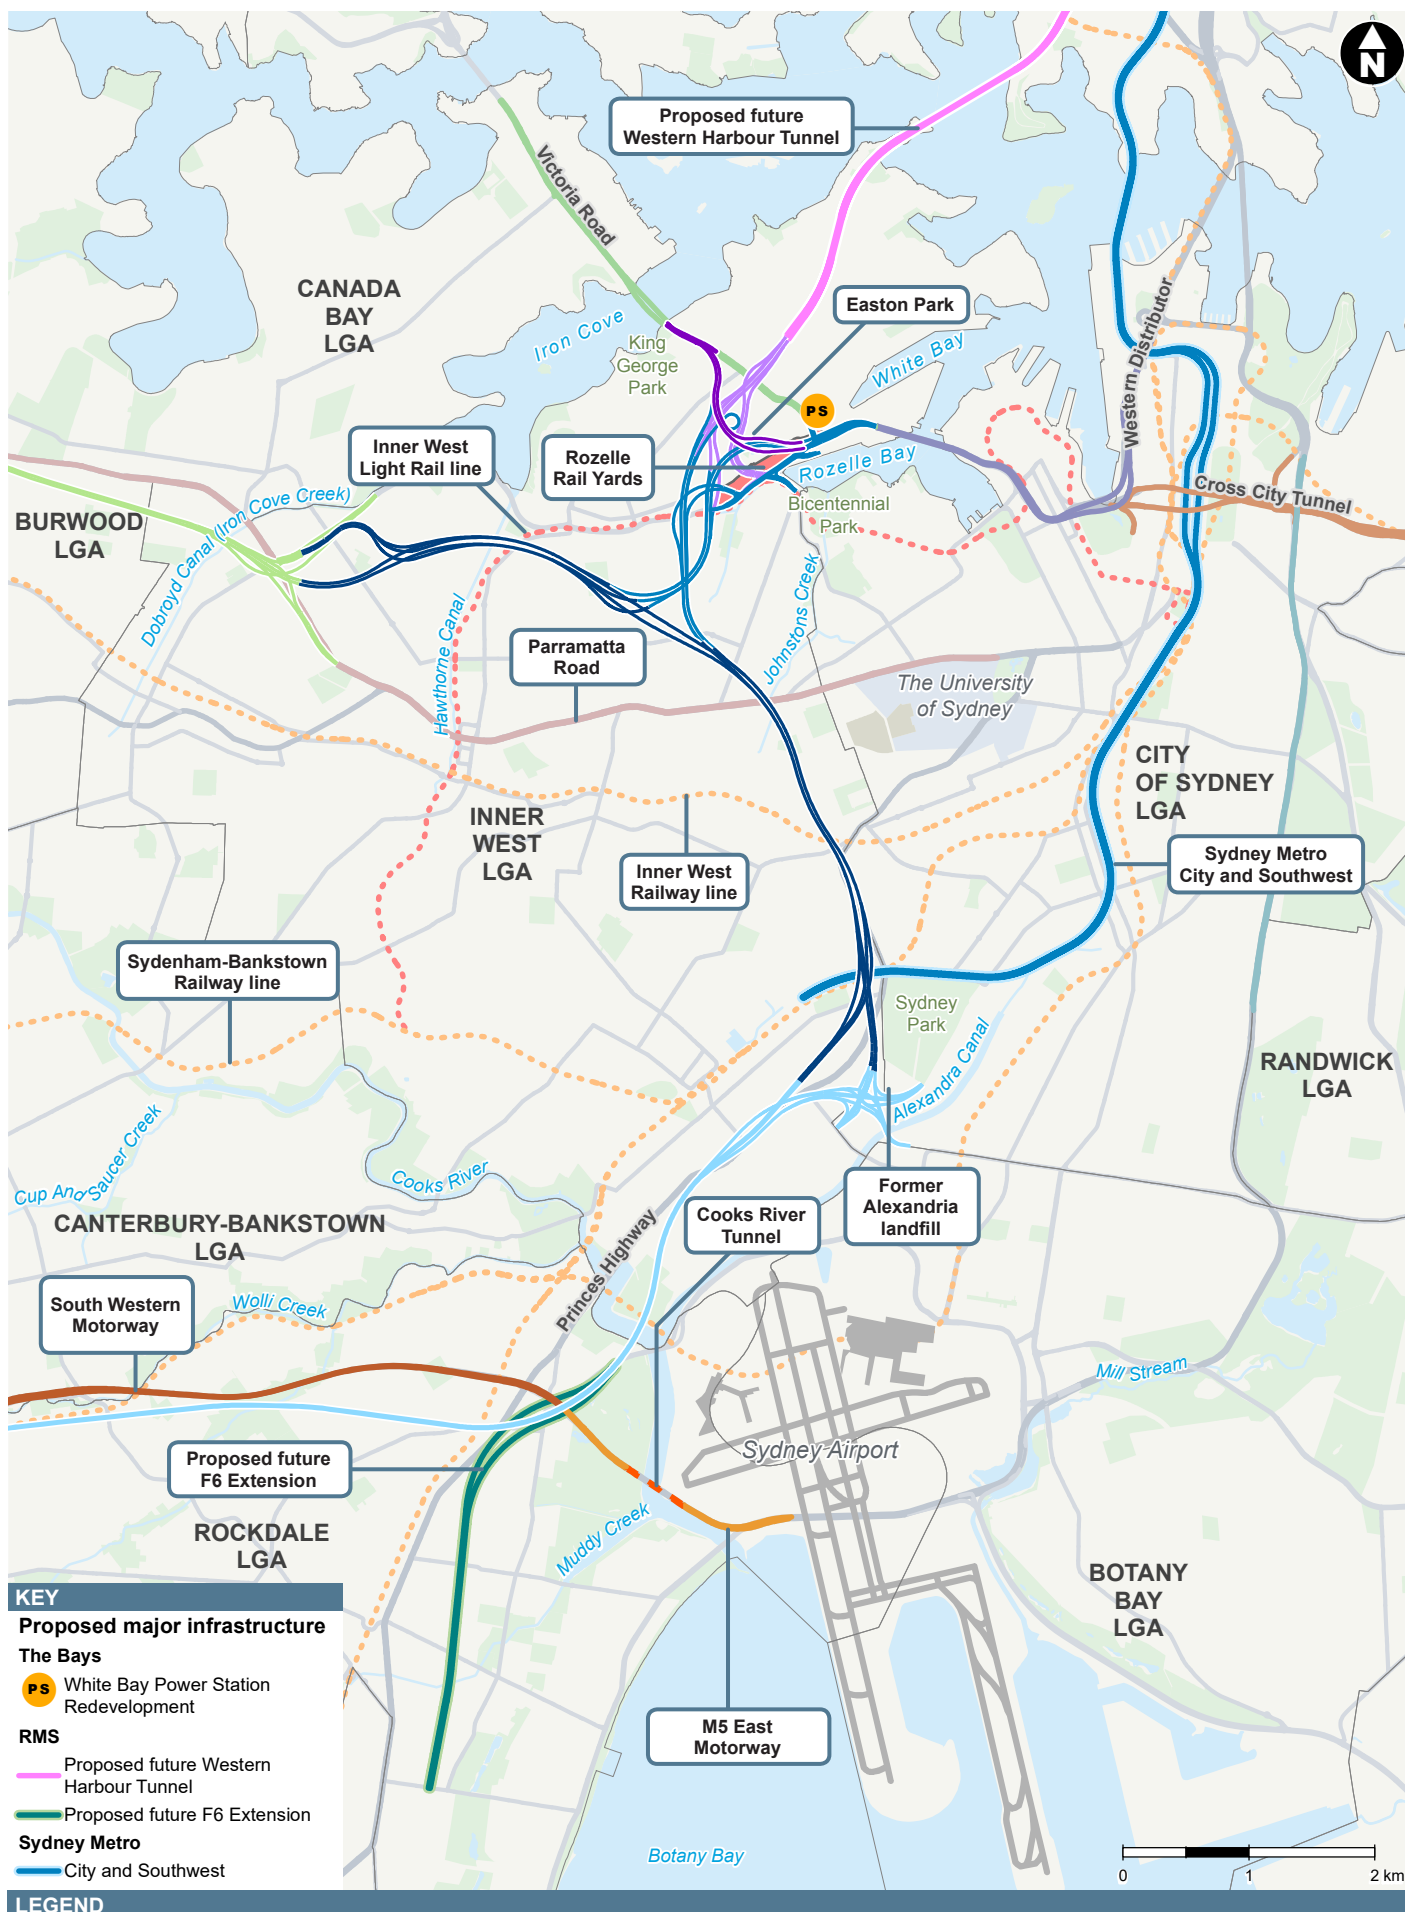 N
Proposed future
Western Harbour Tunnel
Victoria Road
CANADA
BAY
LGA
Easton Park
Iron Cove
King
George
Park
White Bay
Western Distributor
PS
Inner West
Light Rail line
Rozelle
Rail Yards
Rozelle Bay
Bicentennial
Park
Cross City Tunnel
BURWOOD
LGA
Dobroyd Canal (Iron Cove Creek)
Hawthorne Canal
Johnstons Creek
Parramatta
Road
The University
of Sydney
CITY
OF SYDNEY
LGA
INNER
WEST
LGA
Inner West
Railway line
Sydney Metro
City and Southwest
Sydenham-Bankstown
Railway line
Sydney
Park
Alexandra Canal
RANDWICK
LGA
Cup And Saucer Creek
Cooks River
Former
Alexandria
landfill
Cooks River
Tunnel
CANTERBURY-BANKSTOWN
LGA
Princes Highway
South Western
Motorway
Wolli Creek
Mill Stream
Sydney Airport
Proposed future
F6 Extension
Muddy Creek
ROCKDALE
LGA
BOTANY
BAY
LGA
M5 East
Motorway
Botany Bay
KEY
Proposed major infrastructure
The Bays
PS
White Bay Power Station
Redevelopment
RMS
Proposed future Western
Harbour Tunnel
Proposed future F6 Extension
Sydney Metro
City and Southwest
0 1 2 km
LEGEND